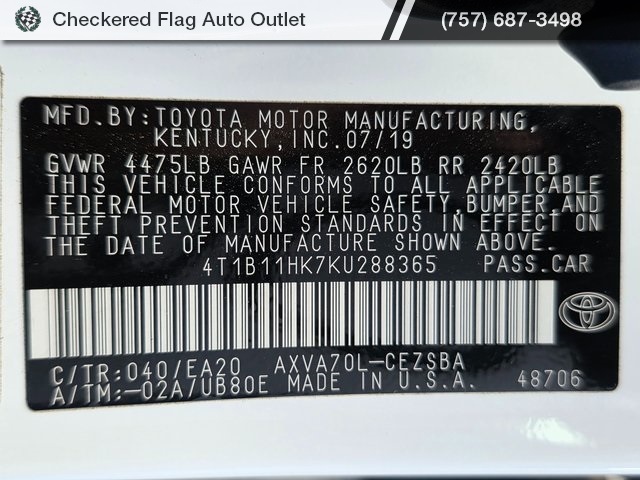 Checkered Flag Auto Outlet (757) 687-3498
MFD.BY:TOYOTA MOTOR MANUFACTURING,
KENTUCKY,INC.07/19
GVWR 4475LB GAWR FR 2620LB RR 2420LB
THIS VEHICLE CONFORMS TO ALL APPLICABLE
FEDERAL MOTOR VEHICLE SAFETY,BUMPER,AND
THEFT PREVENTION STANDARDS IN EFFECT ON
THE DATE OF MANUFACTURE SHOWN ABOVE.
4T1B11HK7KU288365 PASS.CAR
C/TR:040/EA20 AXVA70L-CEZSBA
A/TM:-02A/UB80E MADE IN U.S.A. 48706